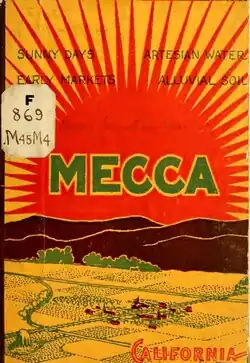 SUNNY DAYS ARTESIAN WATER
EARLY MARKETS ALLUVIAL SOIL
F
869
.M45M4
MECCA
CALIFORNIA